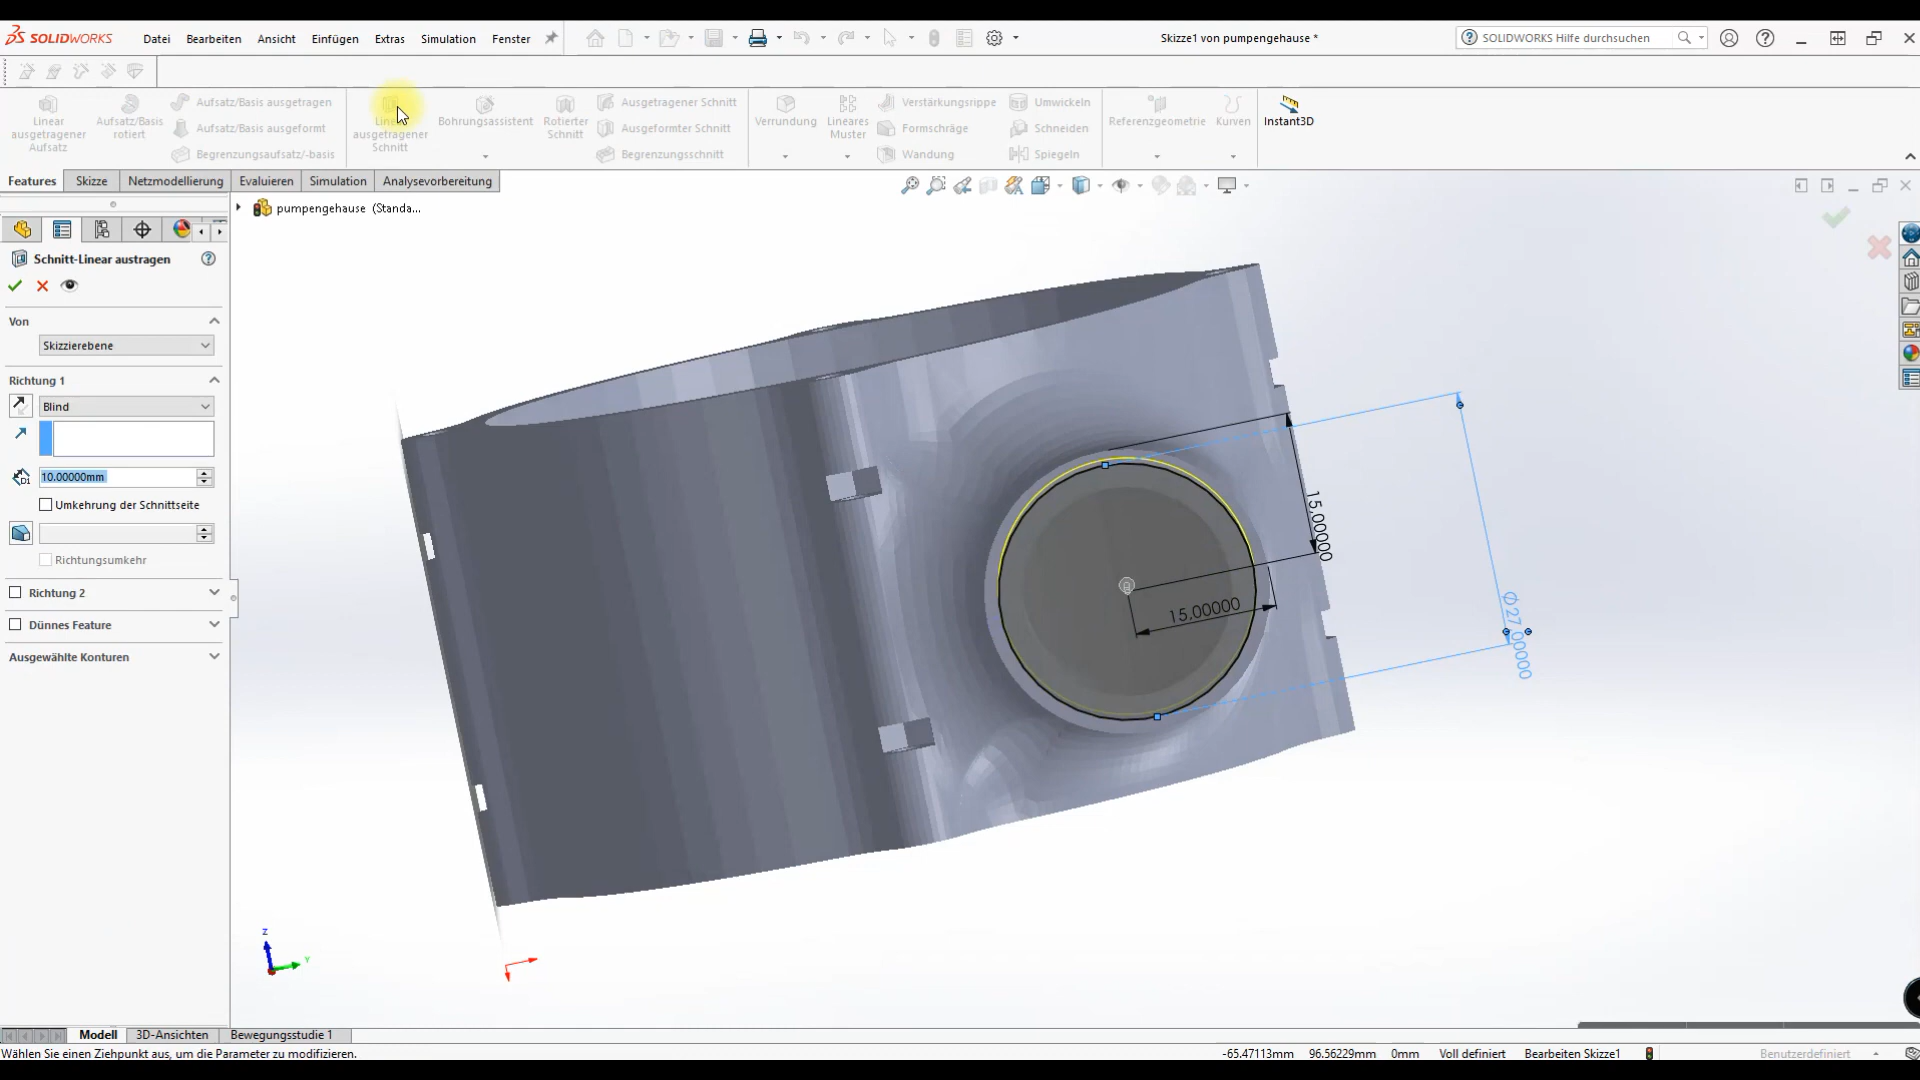 SOLIDWORKS Datei Bearbeiten Ansicht Einfügen Extras Simulation Fenster Skizze1 von pumpengehause * SOLIDWORKS Hilfe durchsuchen
Linear ausgetragener Aufsatz
Aufsatz/Basis rotiert
Aufsatz/Basis ausgetragen
Aufsatz/Basis ausgeformt
Begrenzungsaufsatz/-basis
Linear ausgetragener Schnitt
Bohrungsassistent
Rotierter Schnitt
Ausgetragener Schnitt
Ausgeformter Schnitt
Begrenzungsschnitt
Verrundung
Lineares Muster
Verstärkungsrippe
Formschräge
Wandung
Umwickeln
Schneiden
Spiegeln
Referenzgeometrie
Kurven
Instant3D
Features Skizze Netzmodellierung Evaluieren Simulation Analysevorbereitung
pumpengehause (Standa...
Schnitt-Linear austragen
Von
Skizzierebene
Richtung 1
Blind
D1
10.00000mm
Umkehrung der Schnittseite
Richtungsumkehr
Richtung 2
Dünnes Feature
Ausgewählte Konturen
15,00000
15,00000
Ø27,00000
Z
Y
Modell 3D-Ansichten Bewegungsstudie 1
Wählen Sie einen Ziehpunkt aus, um die Parameter zu modifizieren. -65.47113mm 96.56229mm 0mm Voll definiert Bearbeiten Skizze1 Benutzerdefiniert